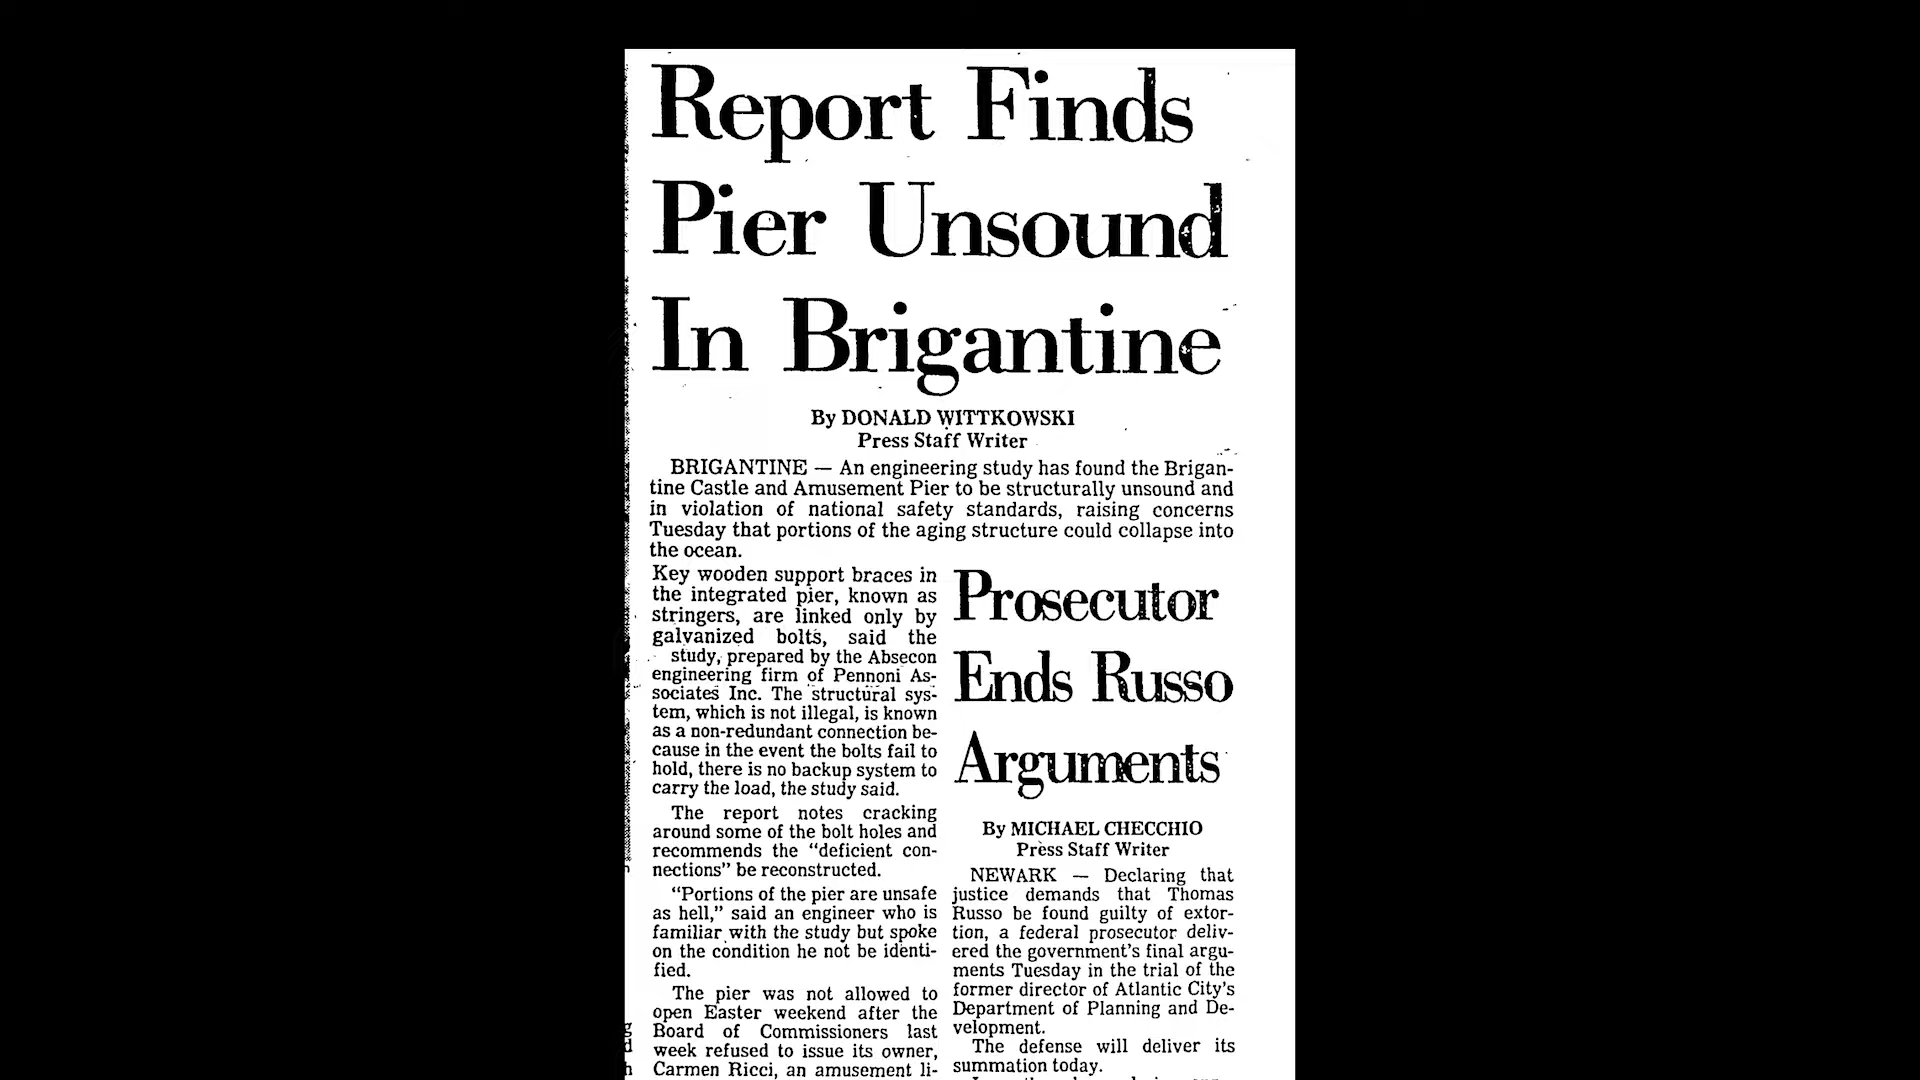 Report Finds
Pier Unsound
In Brigantine
By DONALD WITTKOWSKI
Press Staff Writer
BRIGANTINE — An engineering study has found the Brigan-
tine Castle and Amusement Pier to be structurally unsound and
in violation of national safety standards, raising concerns
Tuesday that portions of the aging structure could collapse into
the ocean.
Key wooden support braces in
the integrated pier, known as
stringers, are linked only by
galvanized bolts, said the
study, prepared by the Absecon
engineering firm of Pennoni As-
sociates Inc. The structural sys-
tem, which is not illegal, is known
as a non-redundant connection be-
cause in the event the bolts fail to
hold, there is no backup system to
carry the load, the study said.
The report notes cracking
around some of the bolt holes and
recommends the “deficient con-
nections” be reconstructed.
“Portions of the pier are unsafe
as hell,” said an engineer who is
familiar with the study but spoke
on the condition he not be identi-
fied.
The pier was not allowed to
open Easter weekend after the
Board of Commissioners last
week refused to issue its owner,
Carmen Ricci, an amusement li-
Prosecutor
Ends Russo
Arguments
By MICHAEL CHECCHIO
Press Staff Writer
NEWARK — Declaring that
justice demands that Thomas
Russo be found guilty of extor-
tion, a federal prosecutor deliv-
ered the government's final argu-
ments Tuesday in the trial of the
former director of Atlantic City's
Department of Planning and De-
velopment.
The defense will deliver its
summation today.